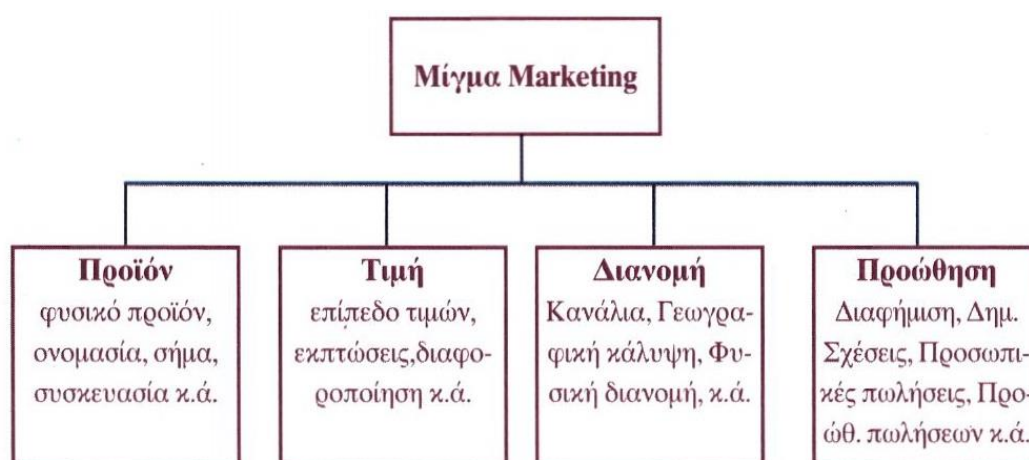 Μίγμα Marketing
Προϊόν
φυσικό προϊόν,
ονομασία, σήμα,
συσκευασία κ.ά.
Τιμή
επίπεδο τιμών,
εκπτώσεις,διαφο-
ροποίηση κ.ά.
Διανομή
Κανάλια, Γεωγρα-
φική κάλυψη, Φυ-
σική διανομή, κ.ά.
Προώθηση
Διαφήμιση, Δημ.
Σχέσεις, Προσωπι-
κές πωλήσεις, Προ-
ώθ. πωλήσεων κ.ά.